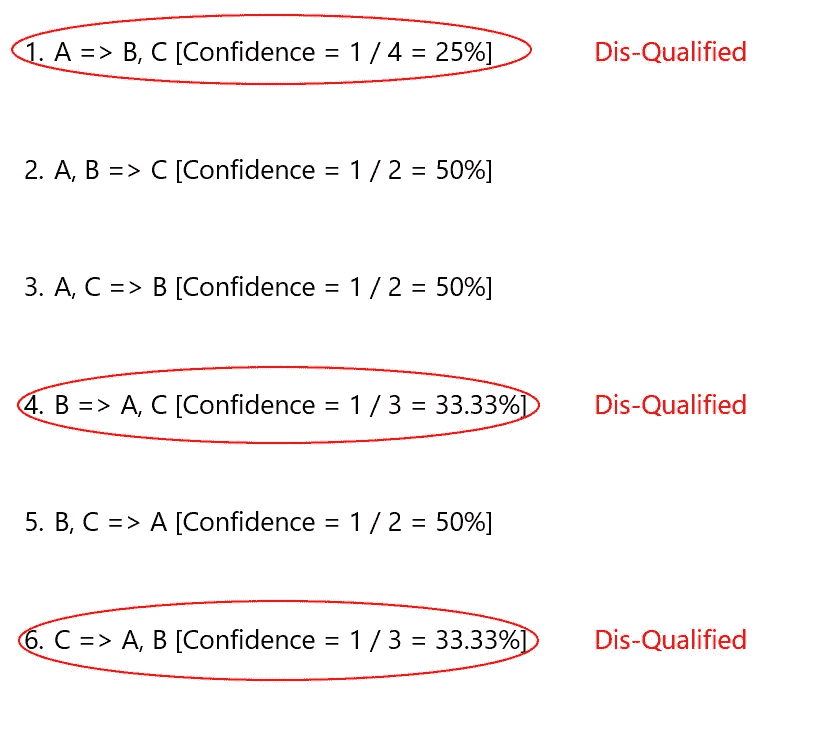 1. A => B, C [Confidence = 1 / 4 = 25%] Dis-Qualified
2. A, B => C [Confidence = 1 / 2 = 50%]
3. A, C => B [Confidence = 1 / 2 = 50%]
4. B => A, C [Confidence = 1 / 3 = 33.33%] Dis-Qualified
5. B, C => A [Confidence = 1 / 2 = 50%]
6. C => A, B [Confidence = 1 / 3 = 33.33%] Dis-Qualified